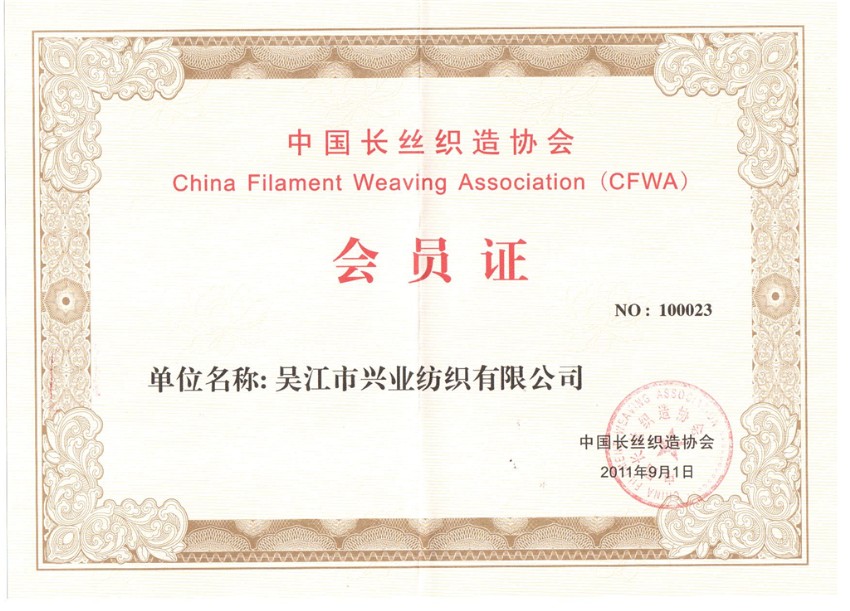 中国长丝织造协会
China Filament Weaving Association (CFWA)
会员证
NO: 100023
单位名称: 吴江市兴业纺织有限公司
中国长丝织造协会
2011年9月1日